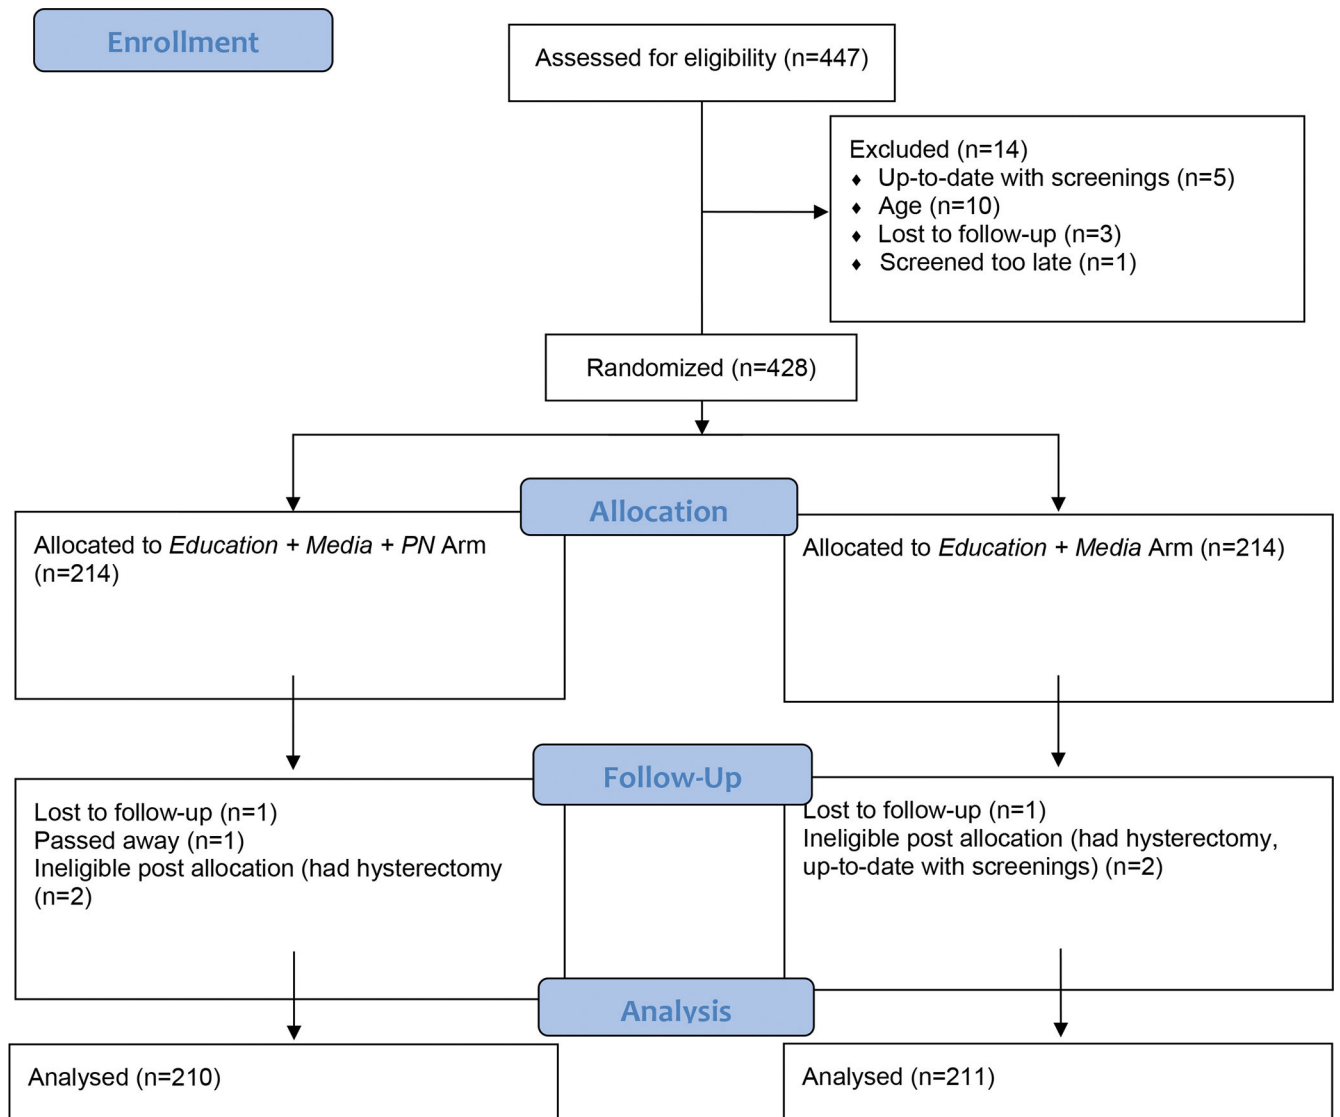 Enrollment
Assessed for eligibility (n=447)
Excluded (n=14)
♦ Up-to-date with screenings (n=5)
♦ Age (n=10)
♦ Lost to follow-up (n=3)
♦ Screened too late (n=1)
Randomized (n=428)
Allocation
Allocated to Education + Media + PN Arm
(n=214)
Allocated to Education + Media Arm (n=214)
Follow-Up
Lost to follow-up (n=1)
Passed away (n=1)
Ineligible post allocation (had hysterectomy
(n=2)
Lost to follow-up (n=1)
Ineligible post allocation (had hysterectomy,
up-to-date with screenings) (n=2)
Analysis
Analysed (n=210)
Analysed (n=211)